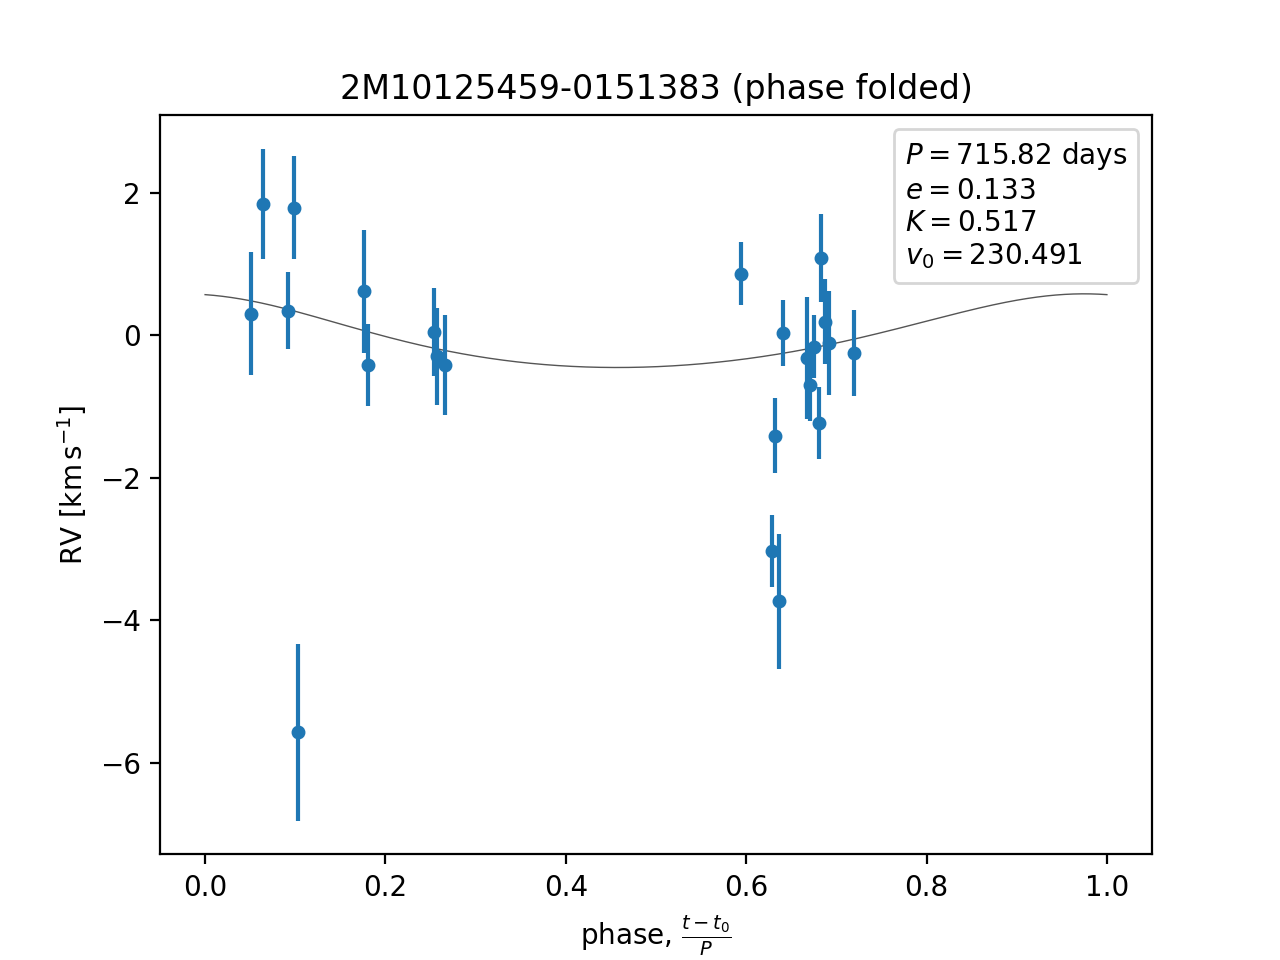 2M10125459-0151383 (phase folded)
P = 715.82 days
e = 0.133
K = 0.517
v₀ = 230.491
2
0
−2
−4
−6
RV [km s⁻¹]
0.0 0.2 0.4 0.6 0.8 1.0
phase, (t − t₀)/P